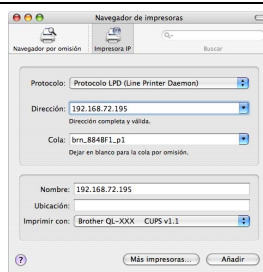 Navegador de impresoras
Navegador por omisión
Impresora IP
Buscar
Protocolo: Protocolo LPD (Line Printer Daemon)
Dirección: 192.168.72.195
Dirección completa y válida.
Cola: brn_8848F1_p1
Dejar en blanco para la cola por omisión.
Nombre: 192.168.72.195
Ubicación:
Imprimir con: Brother QL-XXX CUPS v1.1
? Más impresoras... Añadir